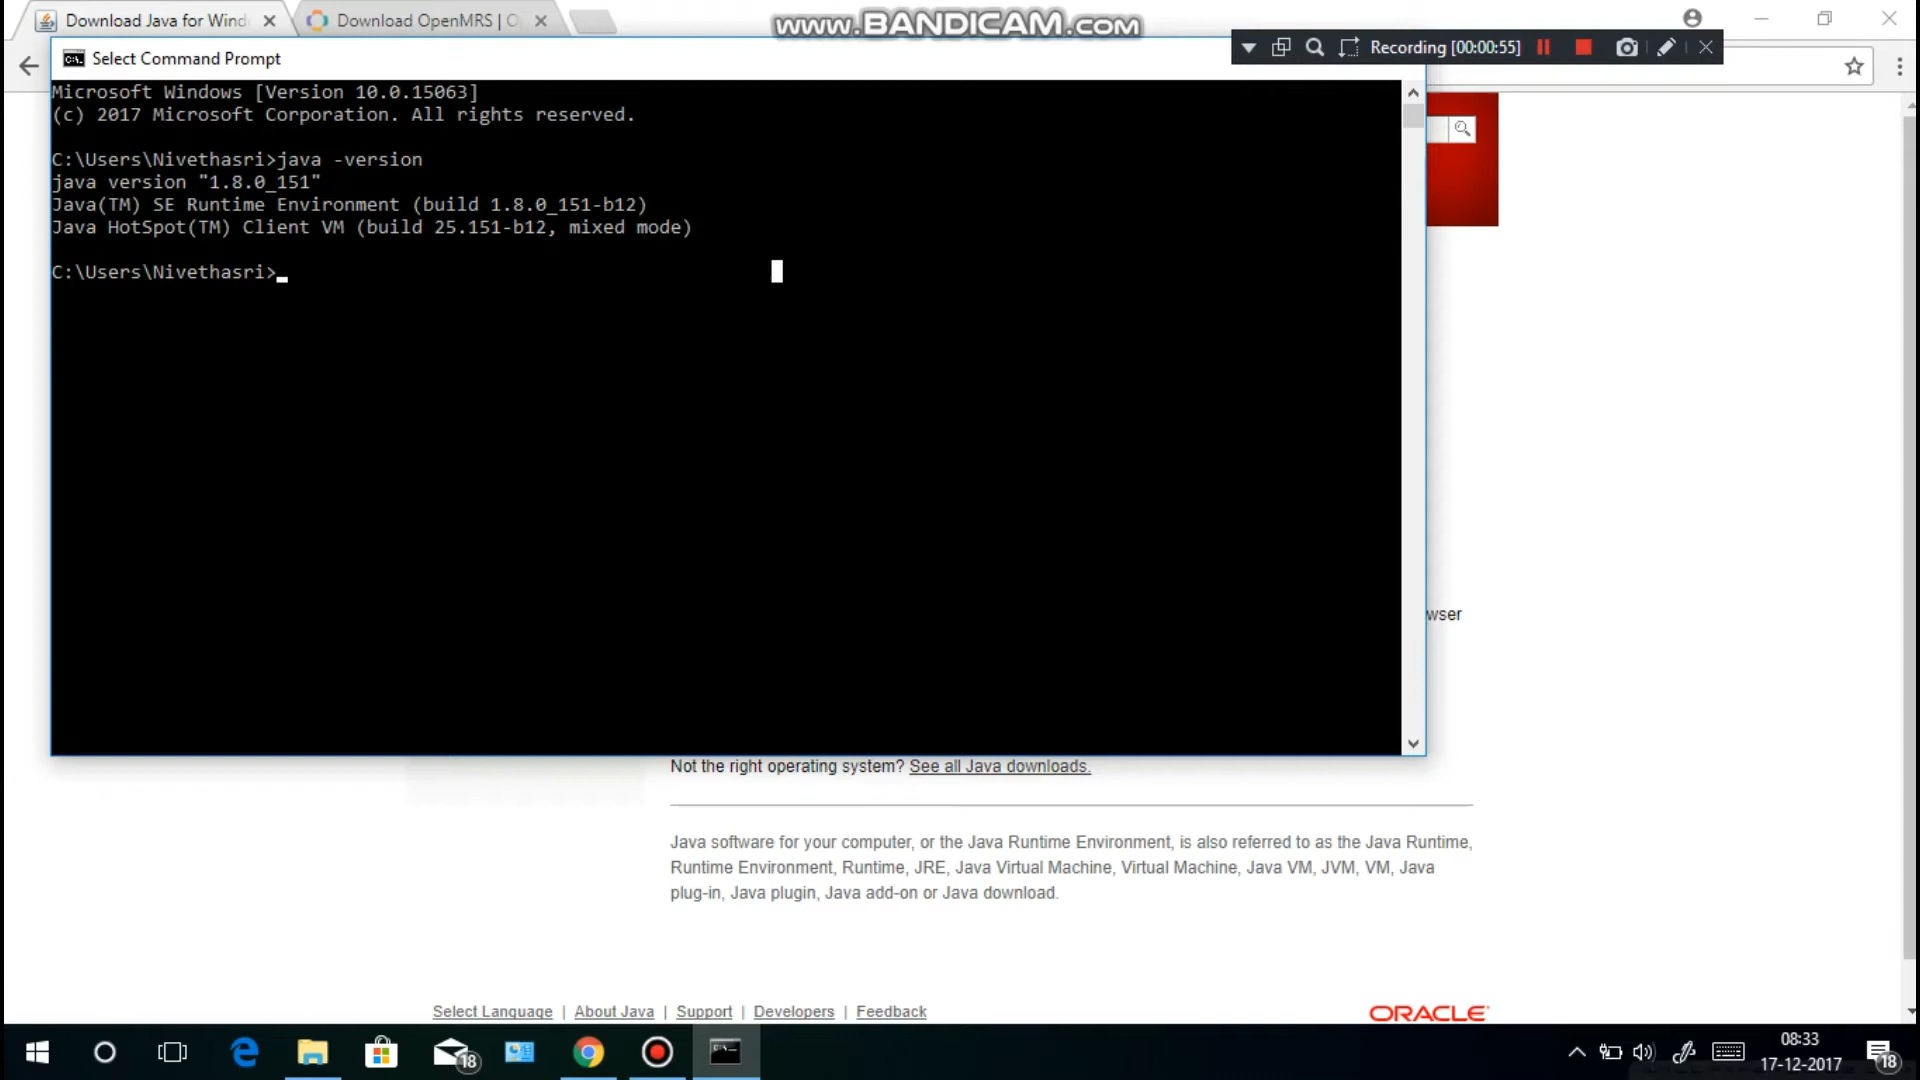 Download Java for Wind
Download OpenMRS | O
www.BANDICAM.com
Recording [00:00:55]
Select Command Prompt
Microsoft Windows [Version 10.0.15063]
(c) 2017 Microsoft Corporation. All rights reserved.
C:\Users\Nivethasri>java -version
java version "1.8.0_151"
Java(TM) SE Runtime Environment (build 1.8.0_151-b12)
Java HotSpot(TM) Client VM (build 25.151-b12, mixed mode)
C:\Users\Nivethasri>
wser
Not the right operating system? See all Java downloads.
Java software for your computer, or the Java Runtime Environment, is also referred to as the Java Runtime,
Runtime Environment, Runtime, JRE, Java Virtual Machine, Virtual Machine, Java VM, JVM, VM, Java
plug-in, Java plugin, Java add-on or Java download.
Select Language | About Java | Support | Developers | Feedback
ORACLE
18
08:33
17-12-2017
18